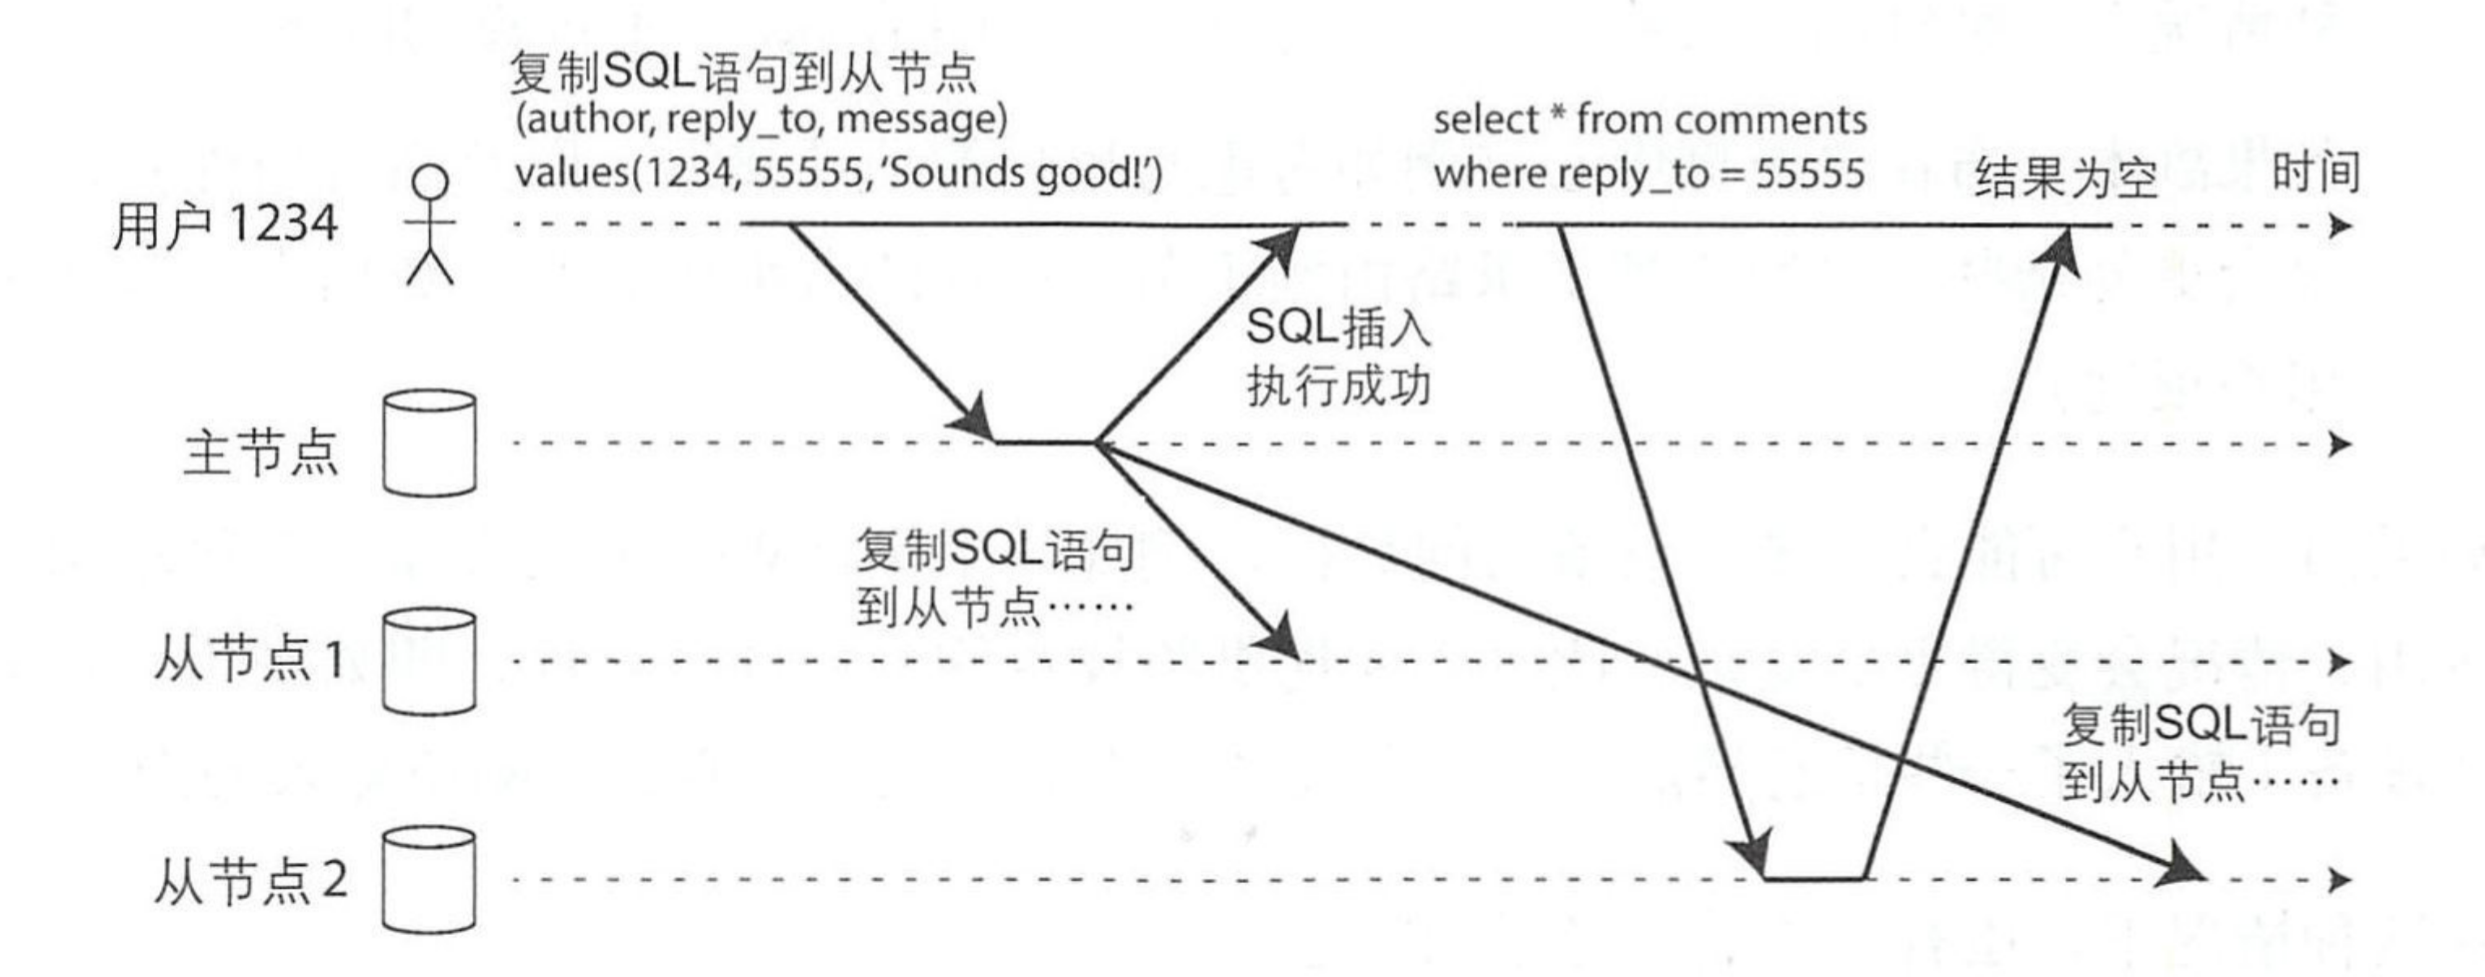 复制SQL语句到从节点
(author, reply_to, message)
values(1234, 55555, ‘Sounds good!’)
select * from comments
where reply_to = 55555
结果为空
时间
用户 1234
SQL插入
执行成功
主节点
复制SQL语句
到从节点……
从节点1
复制SQL语句
到从节点……
从节点2